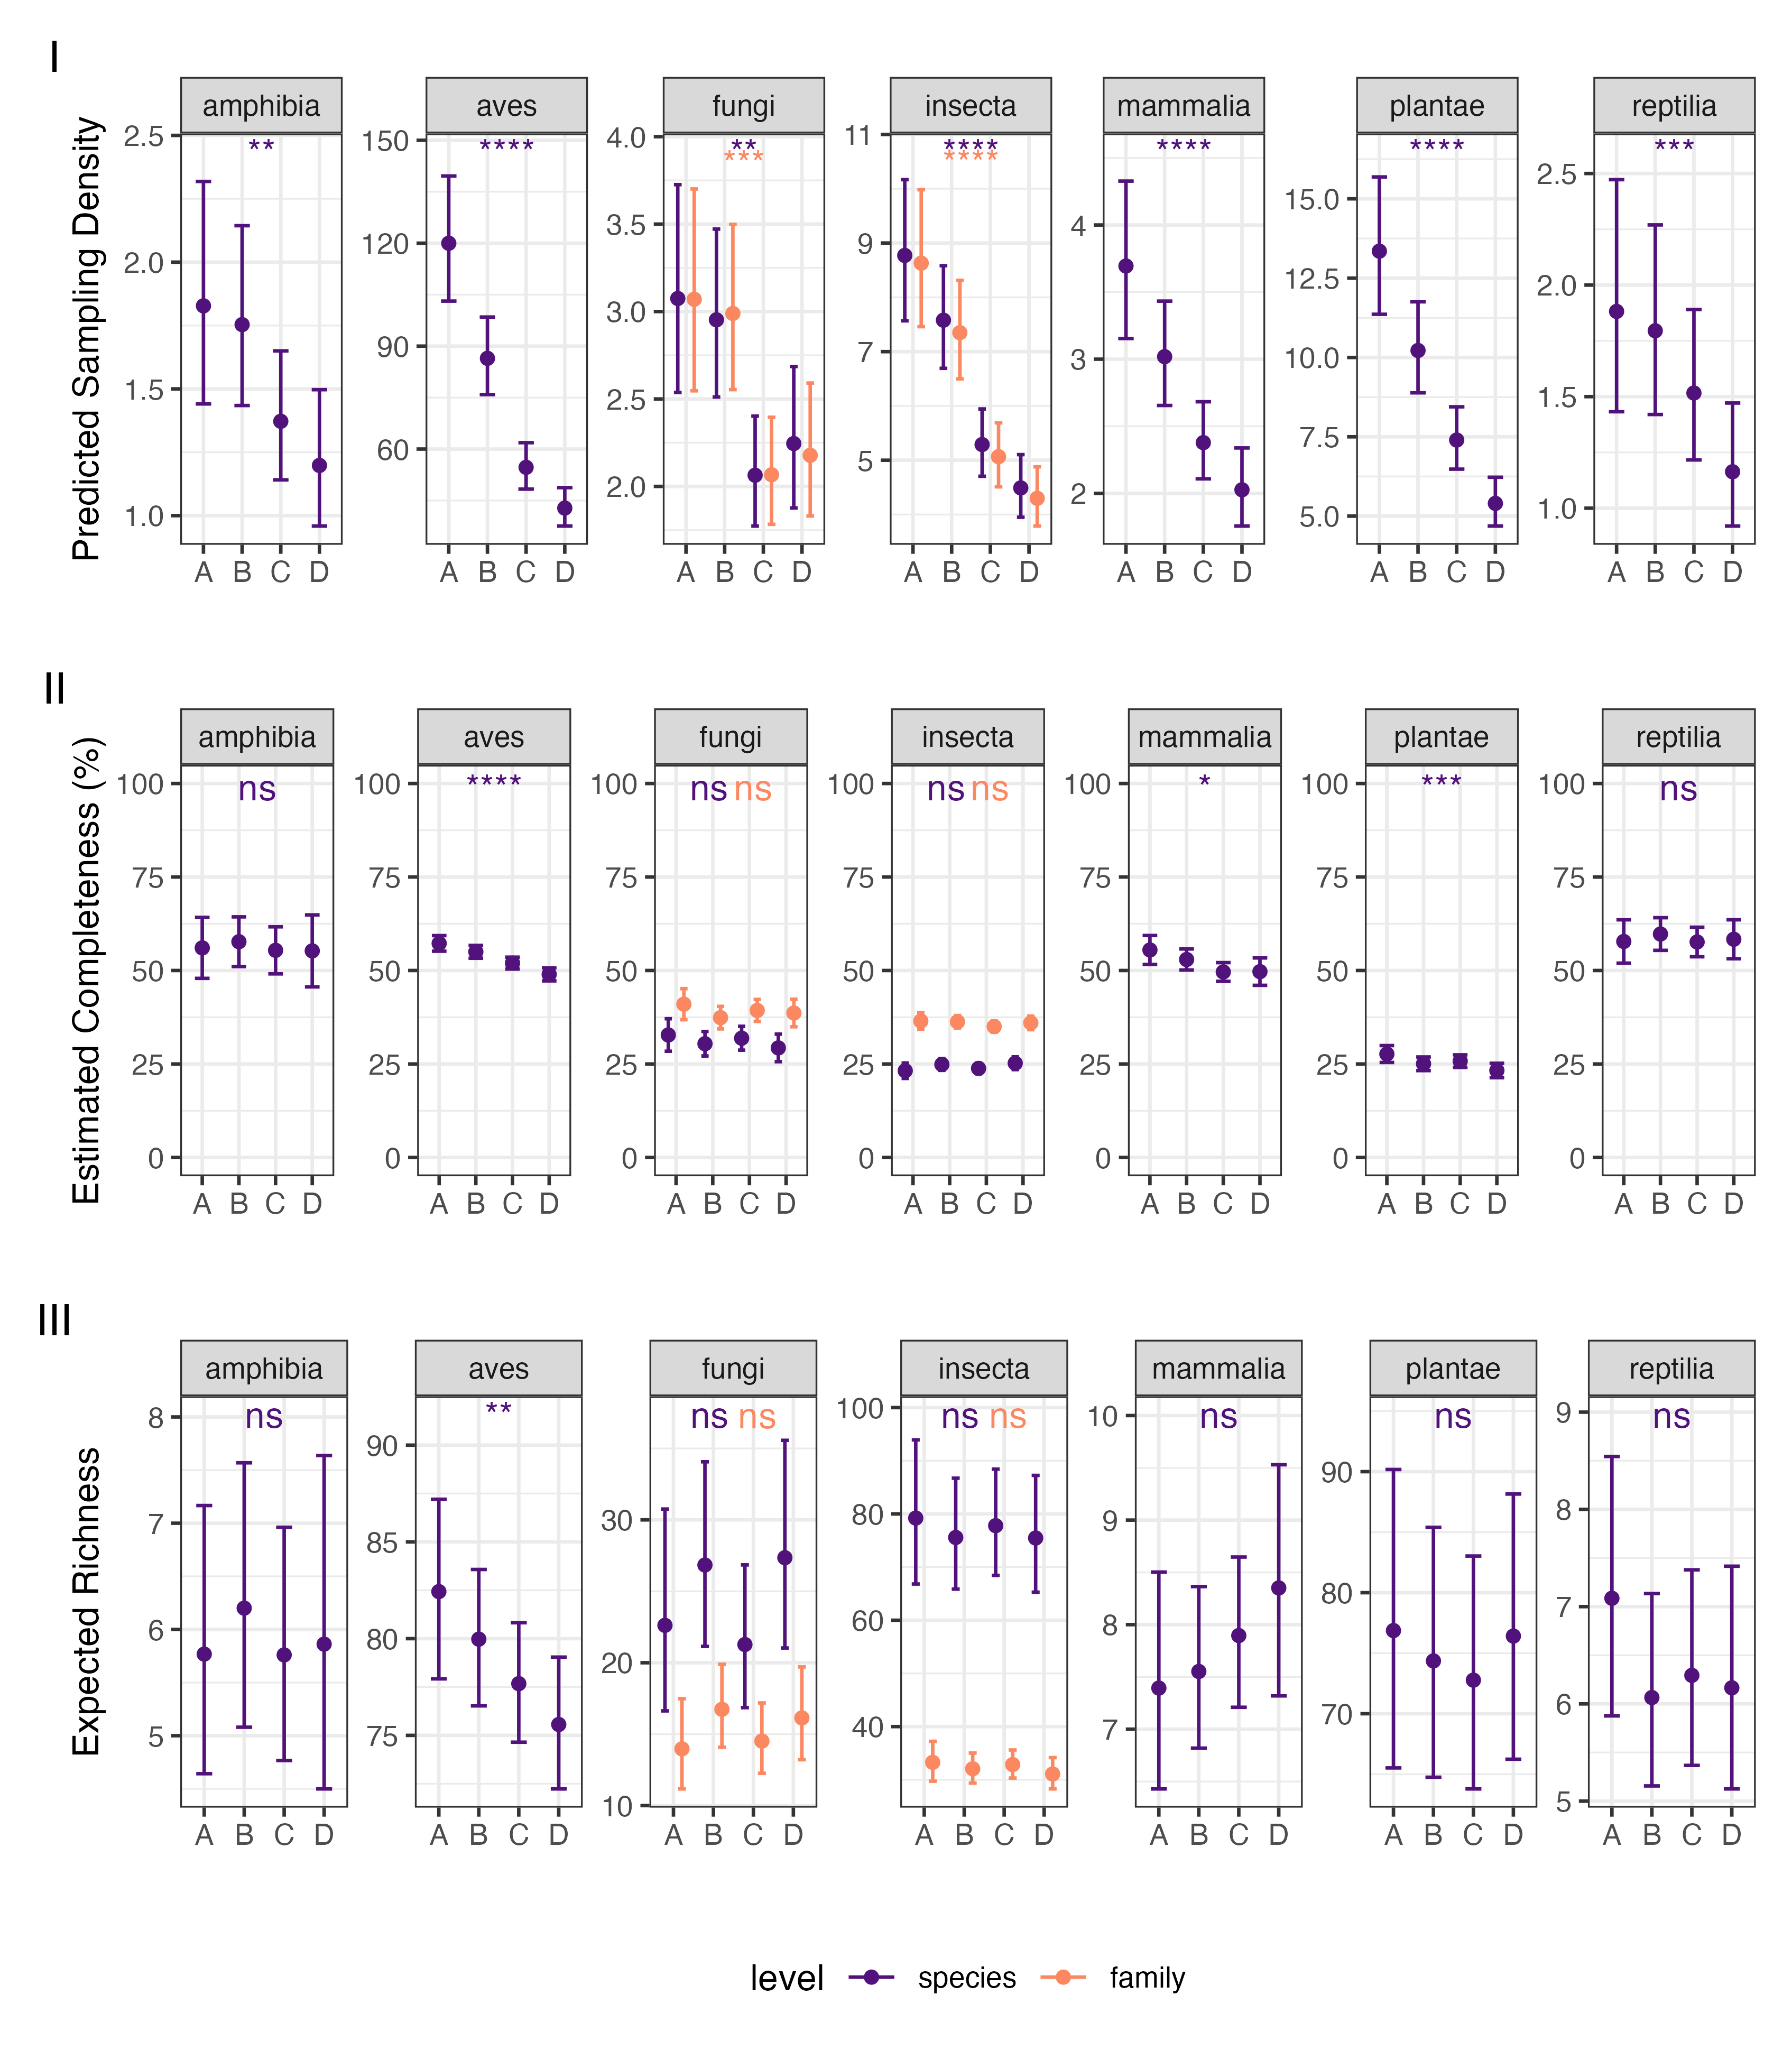 I
amphibia aves fungi insecta mammalia plantae reptilia
Predicted Sampling Density
** **** ** **** **** **** ***
*** ****
2.5 2.0 1.5 1.0
150 120 90 60
4.0 3.5 3.0 2.5 2.0
11 9 7 5
4 3 2
15.0 12.5 10.0 7.5 5.0
2.5 2.0 1.5 1.0
A B C D A B C D A B C D A B C D A B C D A B C D A B C D
II
amphibia aves fungi insecta mammalia plantae reptilia
Estimated Completeness (%)
ns **** ns ns ns ns * *** ns
100 75 50 25 0
100 75 50 25 0
100 75 50 25 0
100 75 50 25 0
100 75 50 25 0
100 75 50 25 0
100 75 50 25 0
A B C D A B C D A B C D A B C D A B C D A B C D A B C D
III
amphibia aves fungi insecta mammalia plantae reptilia
Expected Richness
ns ** ns ns ns ns ns ns ns
8 7 6 5
90 85 80 75
30 20 10
100 80 60 40
10 9 8 7
90 80 70
9 8 7 6 5
A B C D A B C D A B C D A B C D A B C D A B C D A B C D
level species family